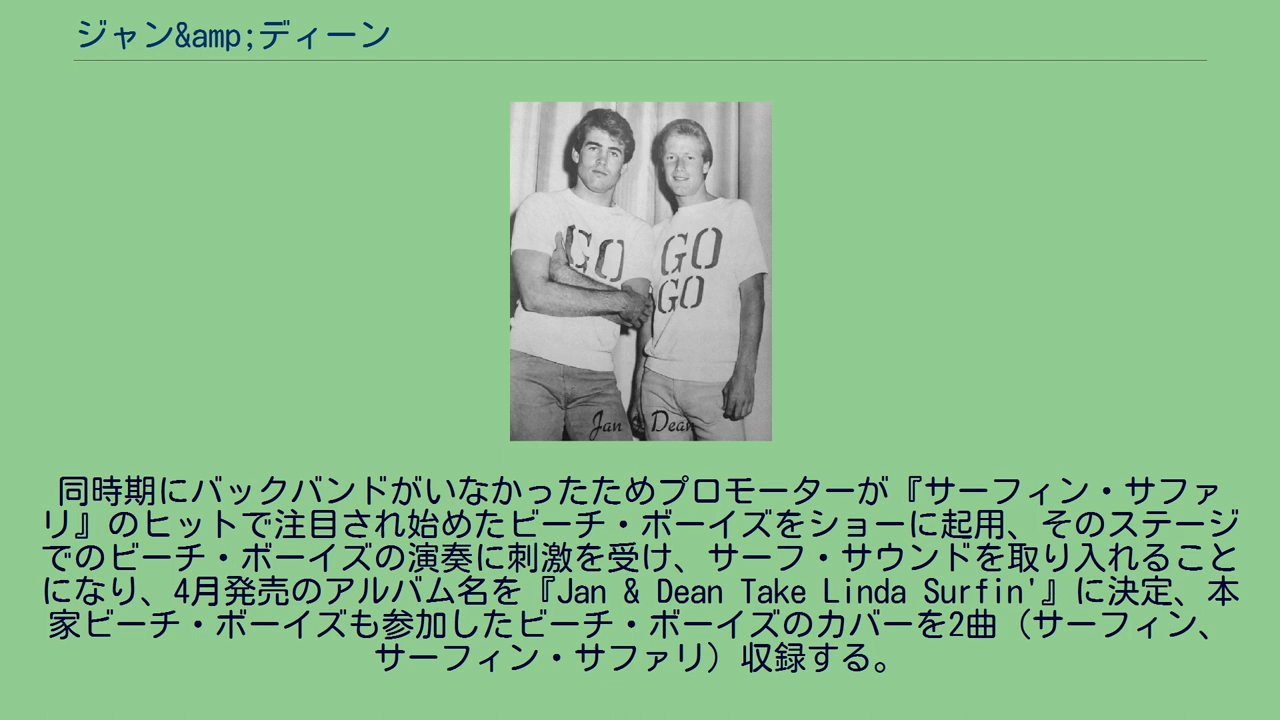 ジャン&amp;ディーン
GO
GO
GO
Jan & Dean
同時期にバックバンドがいなかったためプロモーターが『サーフィン・サファ
リ』のヒットで注目され始めたビーチ・ボーイズをショーに起用、そのステージ
でのビーチ・ボーイズの演奏に刺激を受け、サーフ・サウンドを取り入れること
になり、4月発売のアルバム名を『Jan & Dean Take Linda Surfin'』に決定、本
家ビーチ・ボーイズも参加したビーチ・ボーイズのカバーを2曲（サーフィン、
サーフィン・サファリ）収録する。